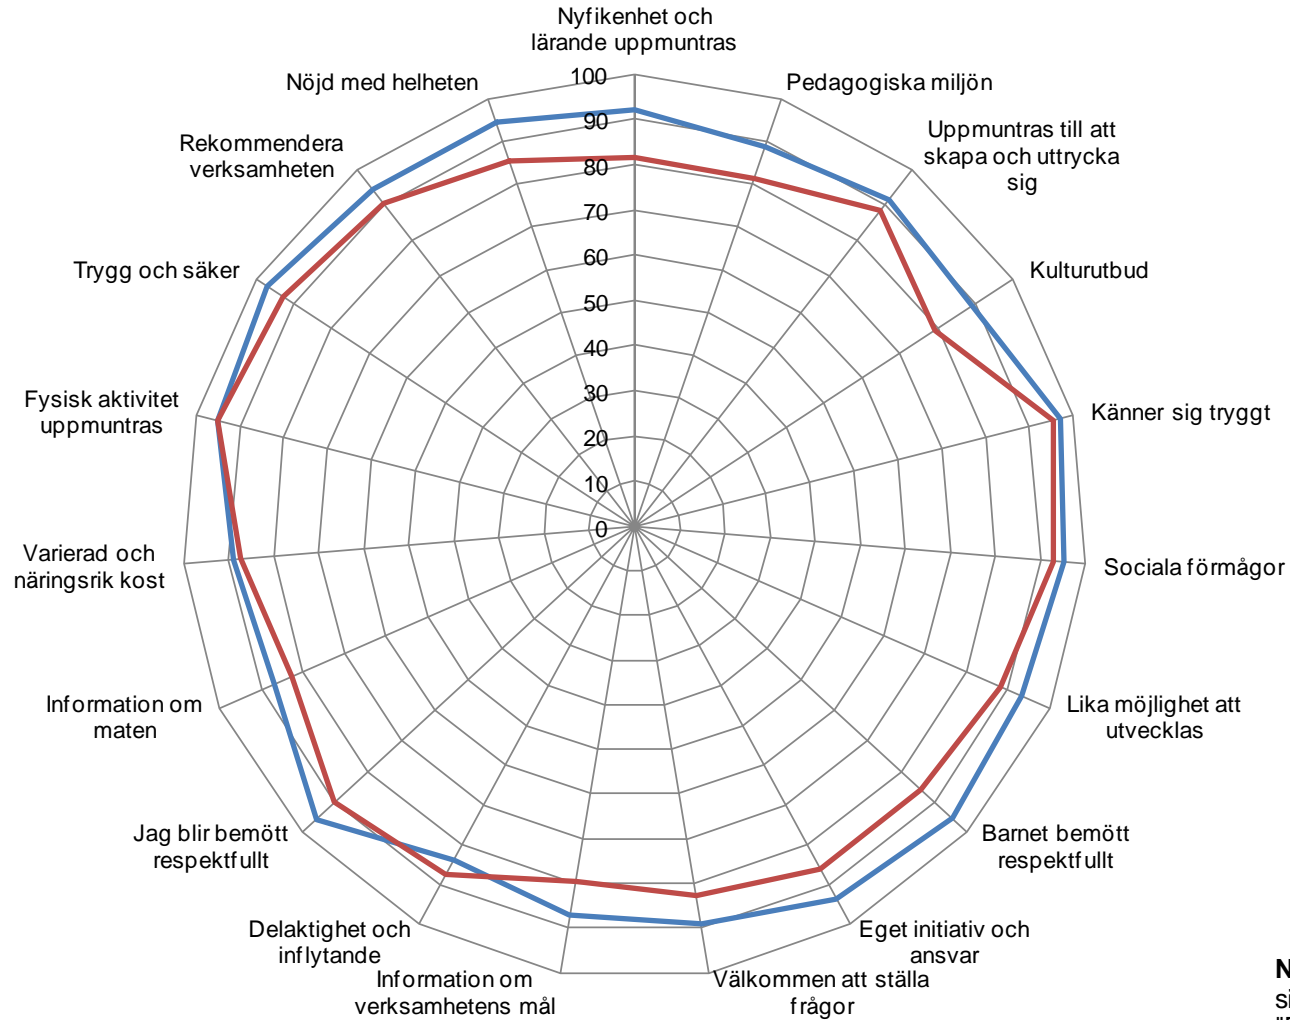 Nyfikenhet och
lärande uppmuntras
Pedagogiska miljön
Uppmuntras till att
skapa och uttrycka
sig
Kulturutbud
Känner sig tryggt
Sociala förmågor
Lika möjlighet att
utvecklas
Barnet bemött
respektfullt
Eget initiativ och
ansvar
Välkommen att ställa
frågor
Information om
verksamhetens mål
Delaktighet och
inflytande
Jag blir bemött
respektfullt
Information om
maten
Varierad och
näringsrik kost
Fysisk aktivitet
uppmuntras
Trygg och säker
Rekommendera
verksamheten
Nöjd med helheten
100
90
80
70
60
50
40
30
20
10
0
N
si